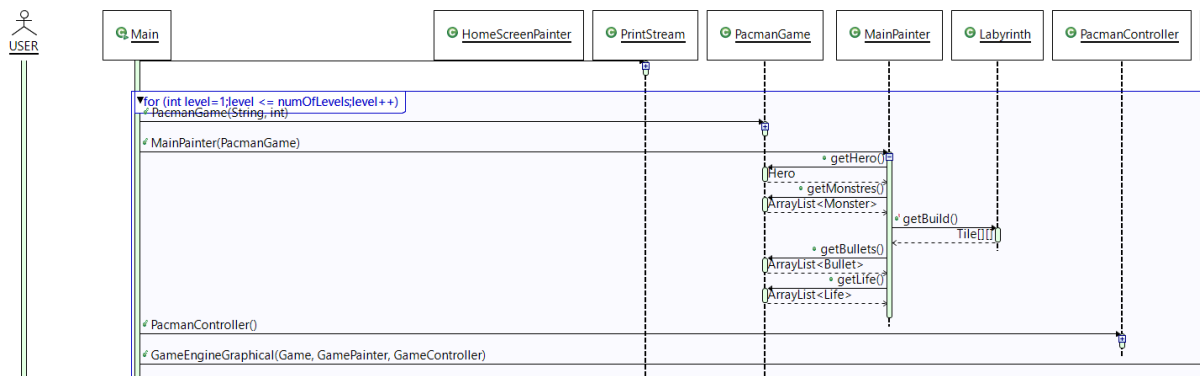 USER
Main
HomeScreenPainter
PrintStream
PacmanGame
MainPainter
Labyrinth
PacmanController
for (int level=1;level <= numOfLevels;level++)
PacmanGame(String, int)
MainPainter(PacmanGame)
getHero()
Hero
getMonstres()
ArrayList<Monster>
getBuild()
Tile[][]
getBullets()
ArrayList<Bullet>
getLife()
ArrayList<Life>
PacmanController()
GameEngineGraphical(Game, GamePainter, GameController)